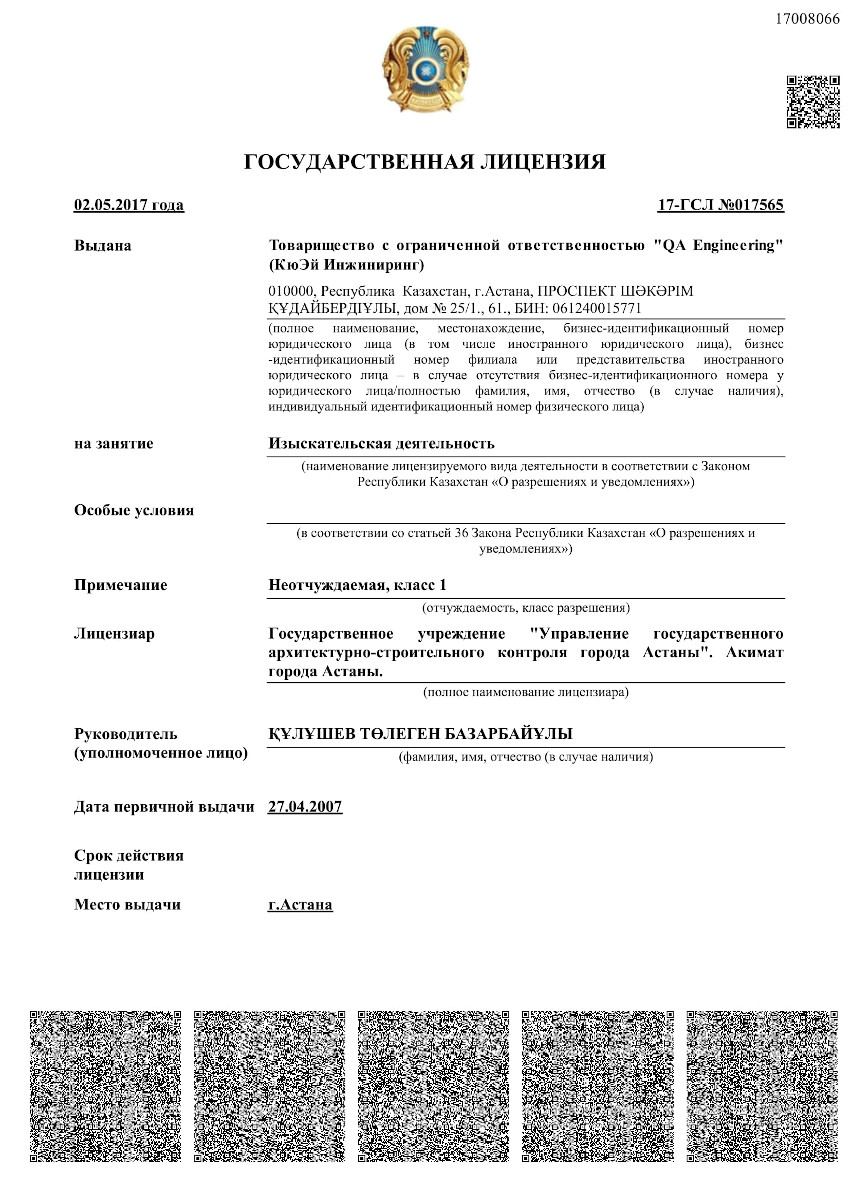 17008066
ГОСУДАРСТВЕННАЯ ЛИЦЕНЗИЯ
02.05.2017 года 17-ГСЛ №017565
Выдана Товарищество с ограниченной ответственностью "QA Engineering"
(КюЭй Инжиниринг)
010000, Республика Казахстан, г.Астана, ПРОСПЕКТ ШӘКӘРІМ
ҚҰДАЙБЕРДІҰЛЫ, дом № 25/1., 61., БИН: 061240015771
(полное наименование, местонахождение, бизнес-идентификационный номер
юридического лица (в том числе иностранного юридического лица), бизнес
-идентификационный номер филиала или представительства иностранного
юридического лица – в случае отсутствия бизнес-идентификационного номера у
юридического лица/полностью фамилия, имя, отчество (в случае наличия),
индивидуальный идентификационный номер физического лица)
на занятие Изыскательская деятельность
(наименование лицензируемого вида деятельности в соответствии с Законом
Республики Казахстан «О разрешениях и уведомлениях»)
Особые условия
(в соответствии со статьей 36 Закона Республики Казахстан «О разрешениях и
уведомлениях»)
Примечание Неотчуждаемая, класс 1
(отчуждаемость, класс разрешения)
Лицензиар Государственное учреждение "Управление государственного
архитектурно-строительного контроля города Астаны". Акимат
города Астаны.
(полное наименование лицензиара)
Руководитель ҚҰЛҰШЕВ ТӨЛЕГЕН БАЗАРБАЙҰЛЫ
(уполномоченное лицо) (фамилия, имя, отчество (в случае наличия)
Дата первичной выдачи 27.04.2007
Срок действия
лицензии
Место выдачи г.Астана